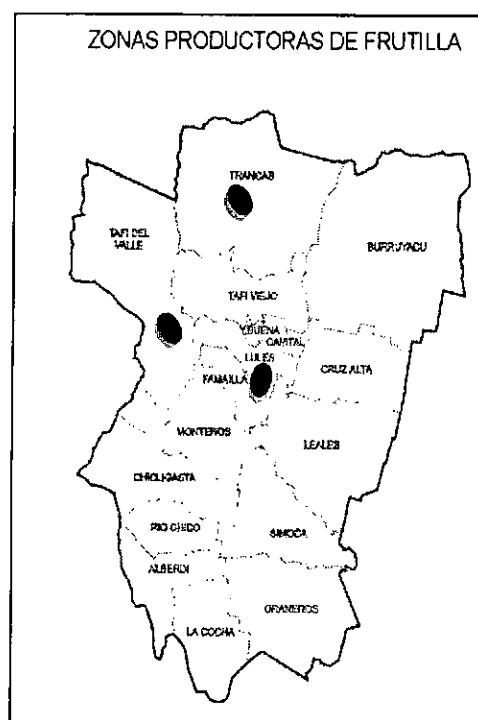 ZONAS PRODUCTORAS DE FRUTILLA
TRANCAS
TAFI DEL
VALLE
BURRUYACU
TAFI VIEJO
Y.BUENA
CAPITAL
LULES
CRUZ ALTA
FAMAILLA
MONTEROS
LEALES
CHICLIGASTA
RIO CHICO
SIMOCA
ALBERDI
GRANEROS
LA COCHA